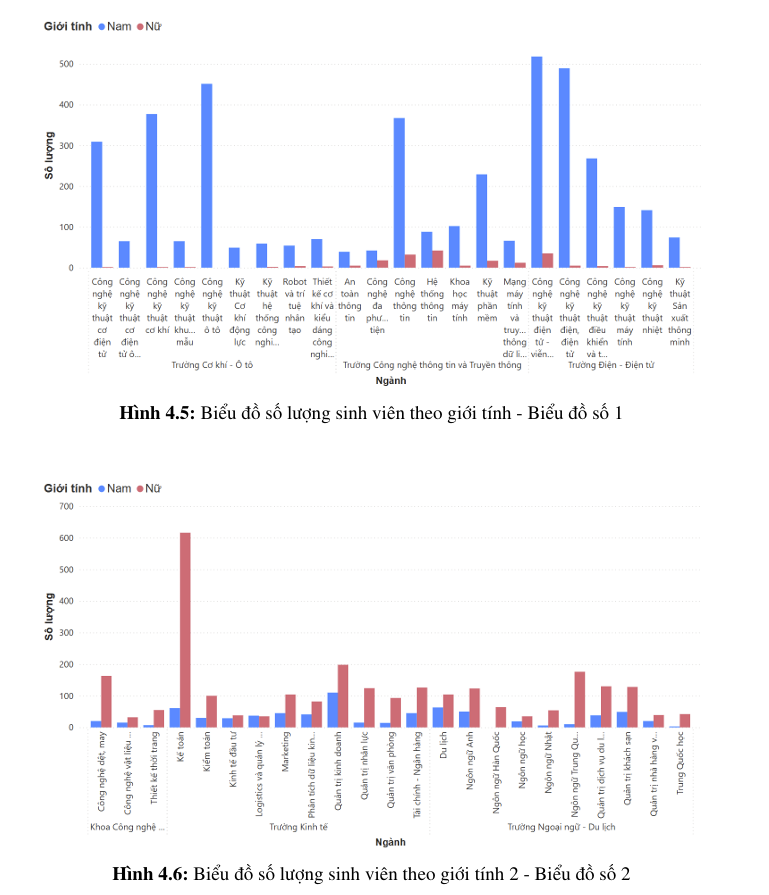 Giới tính Nam Nữ
500
400
300
200
100
0
Số lượng
Công nghệ kỹ thuật cơ điện tử
Công nghệ kỹ thuật cơ điện tử ô...
Công nghệ kỹ thuật cơ khí
Công nghệ kỹ thuật khu... mẫu
Công nghệ kỹ thuật ô tô
Kỹ thuật Cơ khí động lực
Kỹ thuật hệ thống công nghi...
Robot và trí tuệ nhân tạo
Thiết kế cơ khí và kiểu dáng công nghi...
An toàn thông tin
Công nghệ đa phư... tiện
Công nghệ thông tin
Hệ thống thông tin
Khoa học máy tính
Kỹ thuật phần mềm
Mạng máy tính và truy... thông dữ li...
Công nghệ kỹ thuật điện tử - viễn...
Công nghệ kỹ thuật điện, điện tử
Công nghệ kỹ thuật điều khiển và t...
Công nghệ kỹ thuật máy tính
Công nghệ kỹ thuật nhiệt
Kỹ thuật Sản xuất thông minh
Trường Cơ khí - Ô tô
Trường Công nghệ thông tin và Truyền thông
Trường Điện - Điện tử
Ngành
Hình 4.5: Biểu đồ số lượng sinh viên theo giới tính - Biểu đồ số 1
Giới tính Nam Nữ
700
600
500
400
300
200
100
0
Số lượng
Công nghệ dệt, may
Công nghệ vật liệu ...
Thiết kế thời trang
Kế toán
Kiểm toán
Kinh tế đầu tư
Logistics và quản lý ...
Marketing
Phân tích dữ liệu kin...
Quản trị kinh doanh
Quản trị nhân lực
Quản trị văn phòng
Tài chính - Ngân hàng
Du lịch
Ngôn ngữ Anh
Ngôn ngữ Hàn Quốc
Ngôn ngữ học
Ngôn ngữ Nhật
Ngôn ngữ Trung Qu...
Quản trị dịch vụ du l...
Quản trị khách sạn
Quản trị nhà hàng v...
Trung Quốc học
Khoa Công nghệ ...
Trường Kinh tế
Trường Ngoại ngữ - Du lịch
Ngành
Hình 4.6: Biểu đồ số lượng sinh viên theo giới tính 2 - Biểu đồ số 2